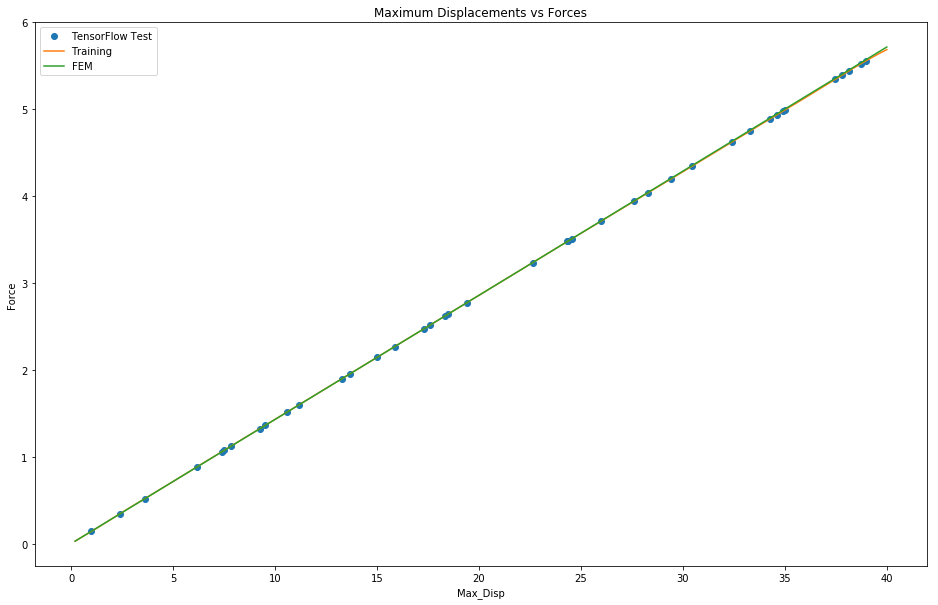 Maximum Displacements vs Forces
TensorFlow Test
Training
FEM
6
5
4
3
2
1
0
Force
0 5 10 15 20 25 30 35 40
Max_Disp